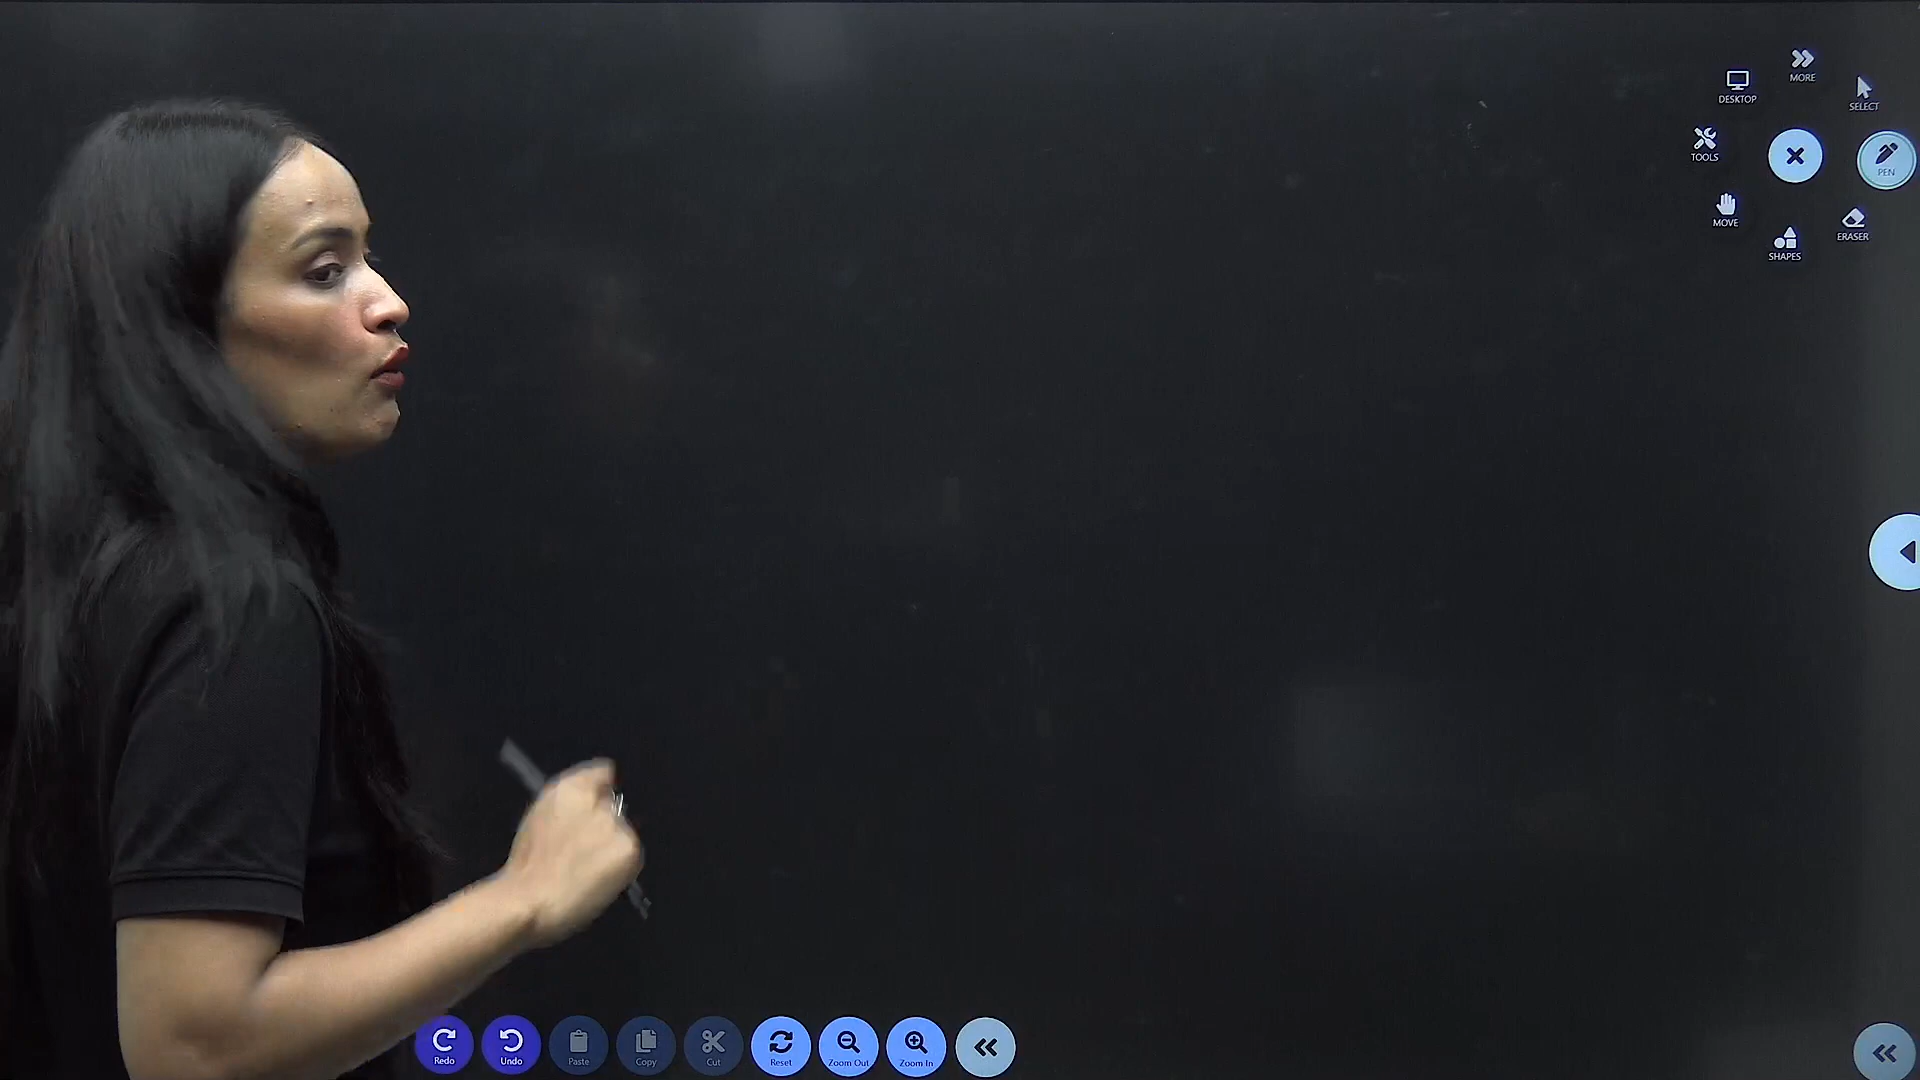 MORE
DESKTOP
SELECT
TOOLS
PEN
MOVE
ERASER
SHAPES
Redo
Undo
Paste
Copy
Cut
Reset
Zoom Out
Zoom In